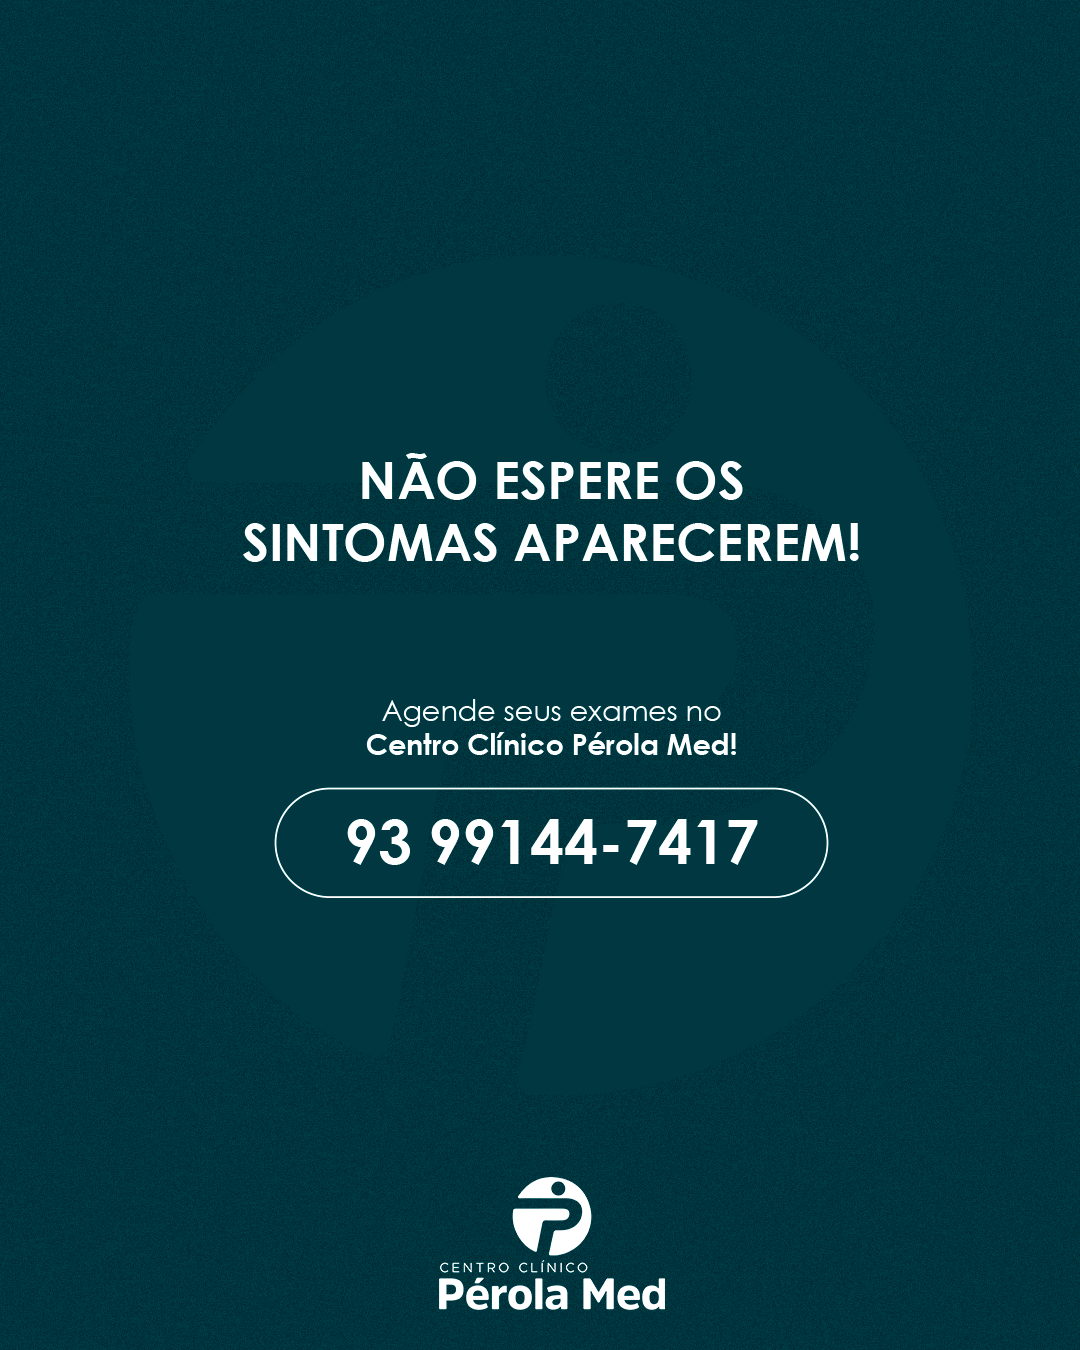 NÃO ESPERE OS
SINTOMAS APARECEREM!
Agende seus exames no
Centro Clínico Pérola Med!
93 99144-7417
CENTRO CLÍNICO
Pérola Med